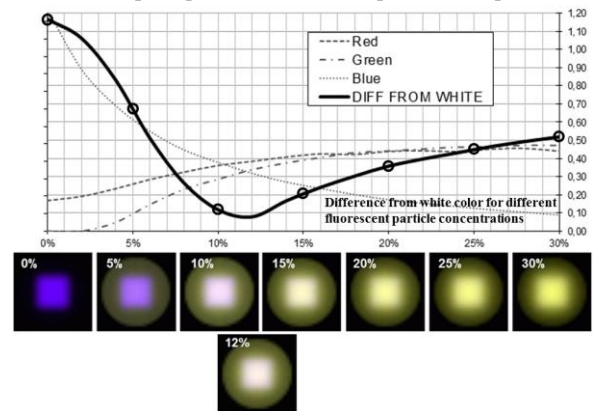 1,20
1,10
1,00
0,90
0,80
0,70
0,60
0,50
0,40
0,30
0,20
0,10
0,00
Red
Green
Blue
DIFF FROM WHITE
Difference from white color for different
fluorescent particle concentrations
0% 5% 10% 15% 20% 25% 30%
0% 5% 10% 15% 20% 25% 30%
12%